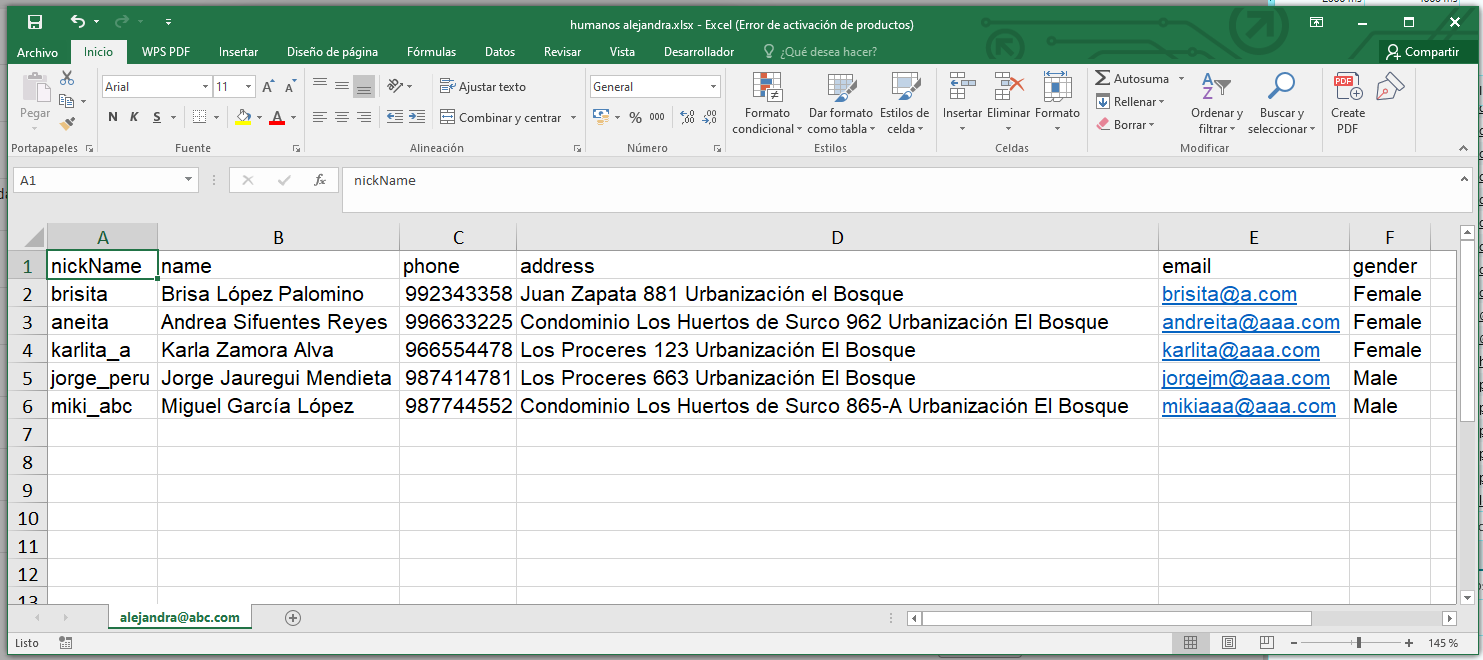 2000 ms
humanos alejandra.xlsx - Excel (Error de activación de productos)
Archivo Inicio WPS PDF Insertar Diseño de página Fórmulas Datos Revisar Vista Desarrollador ¿Qué desea hacer? Compartir
Pegar
Portapapeles
Arial 11
N K S
Fuente
Ajustar texto
Combinar y centrar
Alineación
General
% 000
Número
Formato condicional
Dar formato como tabla
Estilos de celda
Estilos
Insertar Eliminar Formato
Celdas
Autosuma
Rellenar
Borrar
Ordenar y filtrar
Buscar y seleccionar
Modificar
PDF
Create PDF
A1 fx nickName
A B C D E F
1 nickName name phone address email gender
2 brisita Brisa López Palomino 992343358 Juan Zapata 881 Urbanización el Bosque brisita@a.com Female
3 aneita Andrea Sifuentes Reyes 996633225 Condominio Los Huertos de Surco 962 Urbanización El Bosque andreita@aaa.com Female
4 karlita_a Karla Zamora Alva 966554478 Los Proceres 123 Urbanización El Bosque karlita@aaa.com Female
5 jorge_peru Jorge Jauregui Mendieta 987414781 Los Proceres 663 Urbanización El Bosque jorgejm@aaa.com Male
6 miki_abc Miguel García López 987744552 Condominio Los Huertos de Surco 865-A Urbanización El Bosque mikiaaa@aaa.com Male
7
8
9
10
11
12
13
alejandra@abc.com
Listo 145 %